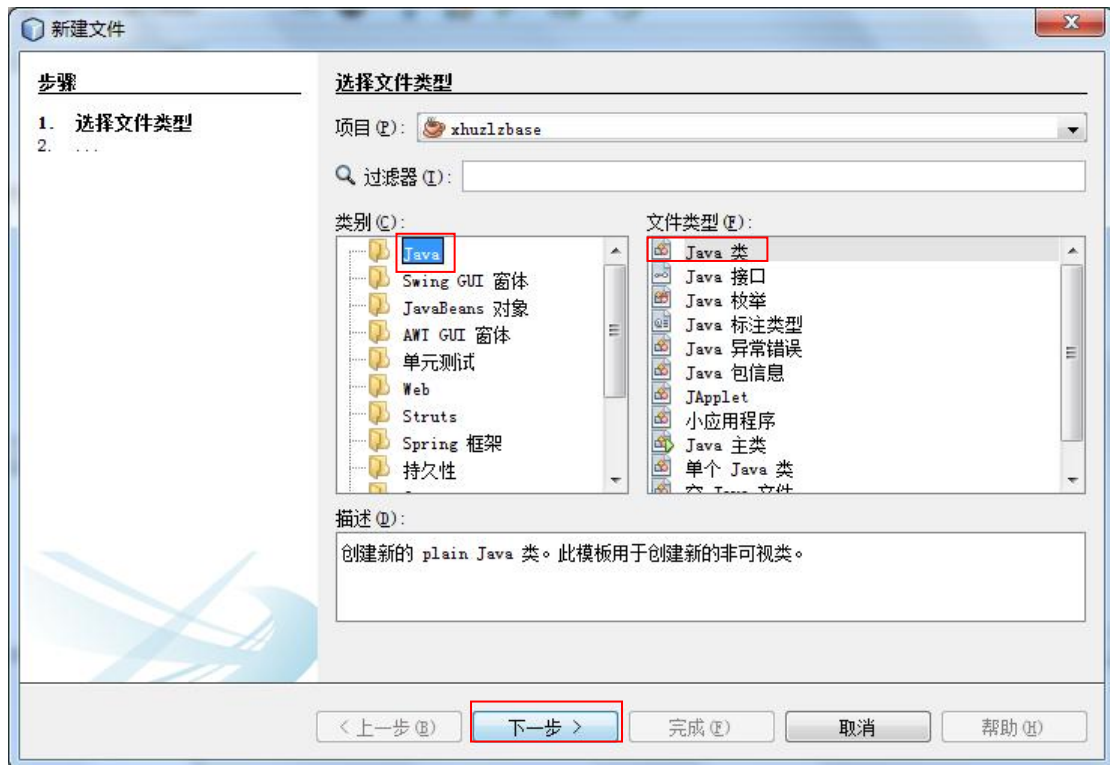 新建文件
步骤
1. 选择文件类型
2. ...
选择文件类型
项目(P): xhuzlzbase
过滤器(I):
类别(C):
Java
Swing GUI 窗体
JavaBeans 对象
AWT GUI 窗体
单元测试
Web
Struts
Spring 框架
持久性
文件类型(F):
Java 类
Java 接口
Java 枚举
Java 标注类型
Java 异常错误
Java 包信息
JApplet
小应用程序
Java 主类
单个 Java 类
空 Java 文件
描述(D):
创建新的 plain Java 类。此模板用于创建新的非可视类。
< 上一步(B)
下一步 >
完成(F)
取消
帮助(H)